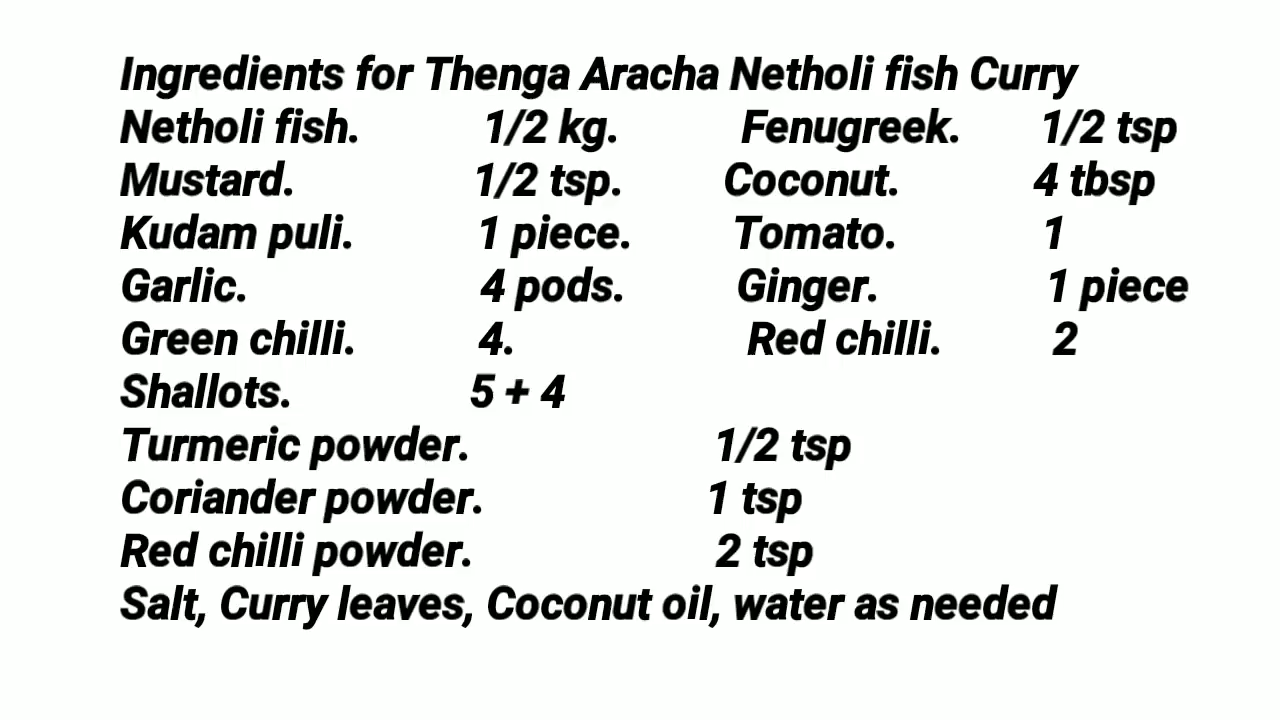 Ingredients for Thenga Aracha Netholi fish Curry
Netholi fish. 1/2 kg. Fenugreek. 1/2 tsp
Mustard. 1/2 tsp. Coconut. 4 tbsp
Kudam puli. 1 piece. Tomato. 1
Garlic. 4 pods. Ginger. 1 piece
Green chilli. 4. Red chilli. 2
Shallots. 5 + 4
Turmeric powder. 1/2 tsp
Coriander powder. 1 tsp
Red chilli powder. 2 tsp
Salt, Curry leaves, Coconut oil, water as needed